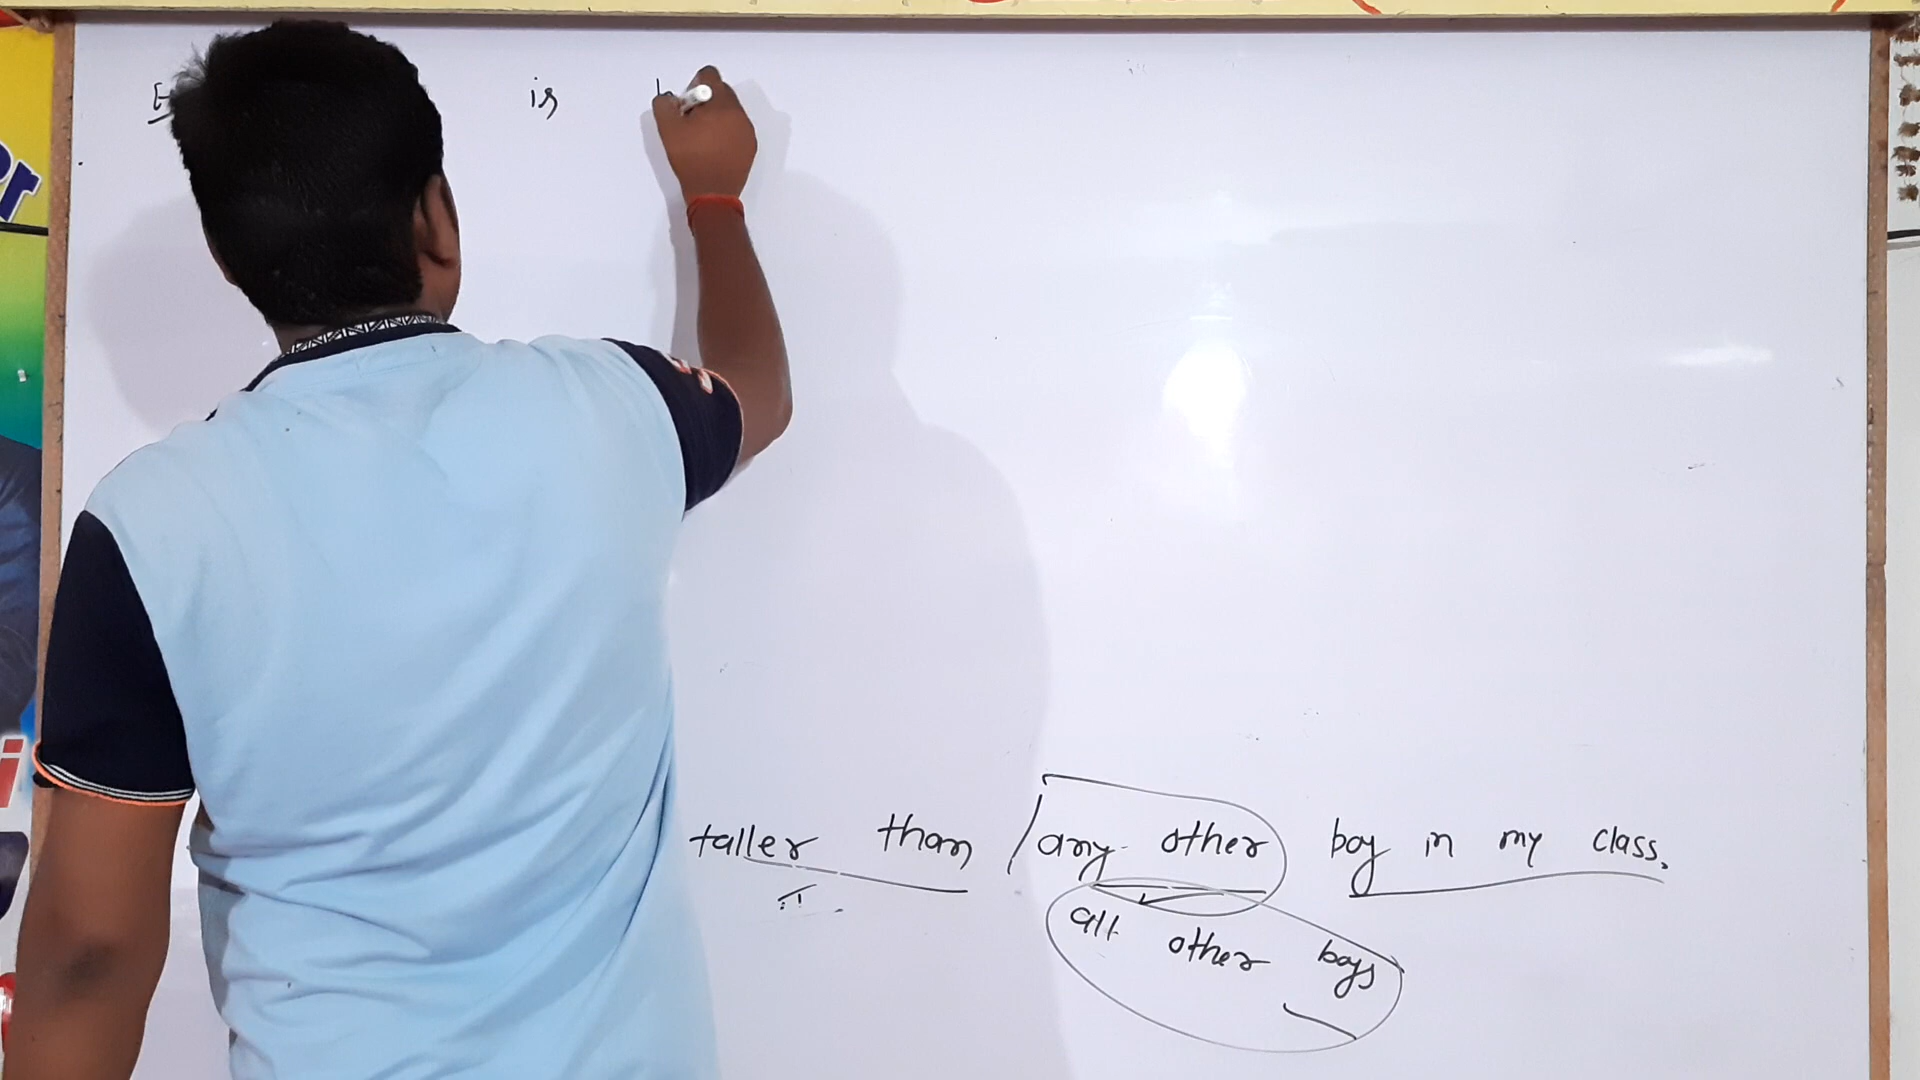 is
taller than any other boy in my class.
all other boys